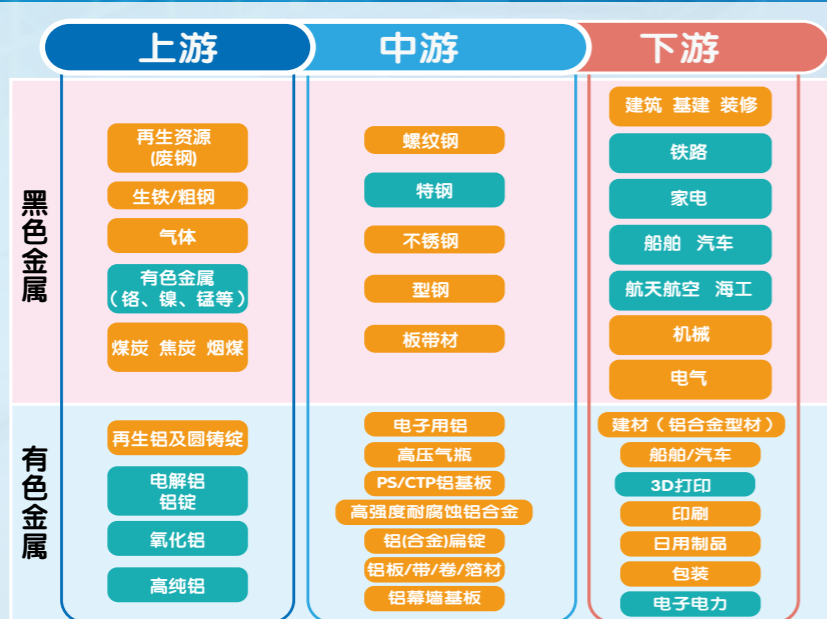 上游
中游
下游
黑色金属
再生资源
(废钢)
生铁/粗钢
气体
有色金属
(铬、镍、锰等)
煤炭 焦炭 烟煤
螺纹钢
特钢
不锈钢
型钢
板带材
建筑 基建 装修
铁路
家电
船舶 汽车
航天航空 海工
机械
电气
有色金属
再生铝及圆铸锭
电解铝
铝锭
氧化铝
高纯铝
电子用铝
高压气瓶
PS/CTP铝基板
高强度耐腐蚀铝合金
铝(合金)扁锭
铝板/带/卷/箔材
铝幕墙基板
建材(铝合金型材)
船舶/汽车
3D打印
印刷
日用制品
包装
电子电力